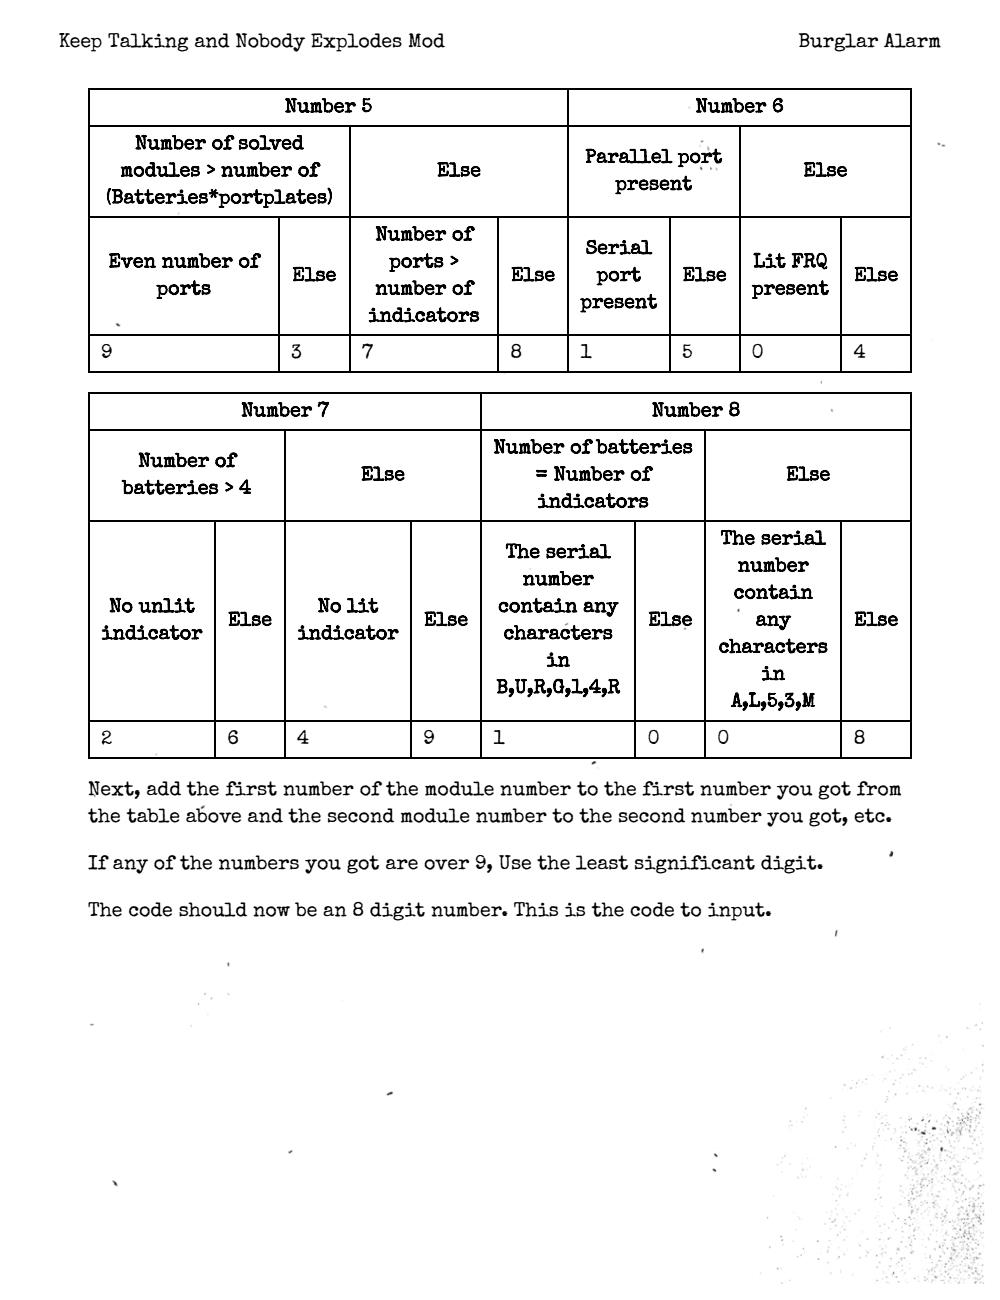 Keep Talking and Nobody Explodes Mod Burglar Alarm
Number 5 Number 6
Number of solved
modules > number of
(Batteries*portplates)
Else
Parallel port
present
Else
Even number of
ports
Else
Number of
ports >
number of
indicators
Else
Serial
port
present
Else
Lit FRQ
present
Else
9 3 7 8 1 5 0 4
Number 7 Number 8
Number of
batteries > 4
Else
Number of batteries
= Number of
indicators
Else
No unlit
indicator
Else
No lit
indicator
Else
The serial
number
contain any
characters
in
B,U,R,G,1,4,R
Else
The serial
number
contain
any
characters
in
A,L,5,3,M
Else
2 6 4 9 1 0 0 8
Next, add the first number of the module number to the first number you got from
the table above and the second module number to the second number you got, etc.
If any of the numbers you got are over 9, Use the least significant digit.
The code should now be an 8 digit number. This is the code to input.